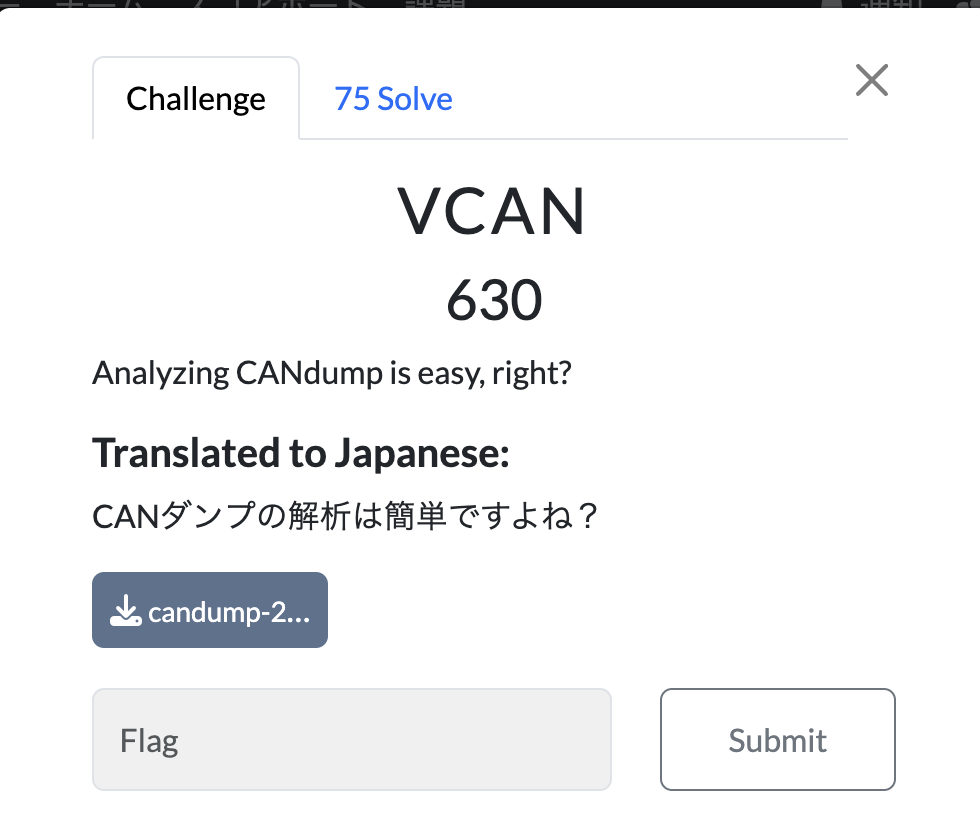 Challenge
75 Solve
VCAN
630
Analyzing CANdump is easy, right?
Translated to Japanese:
CANダンプの解析は簡単ですよね？
candump-2...
Flag
Submit